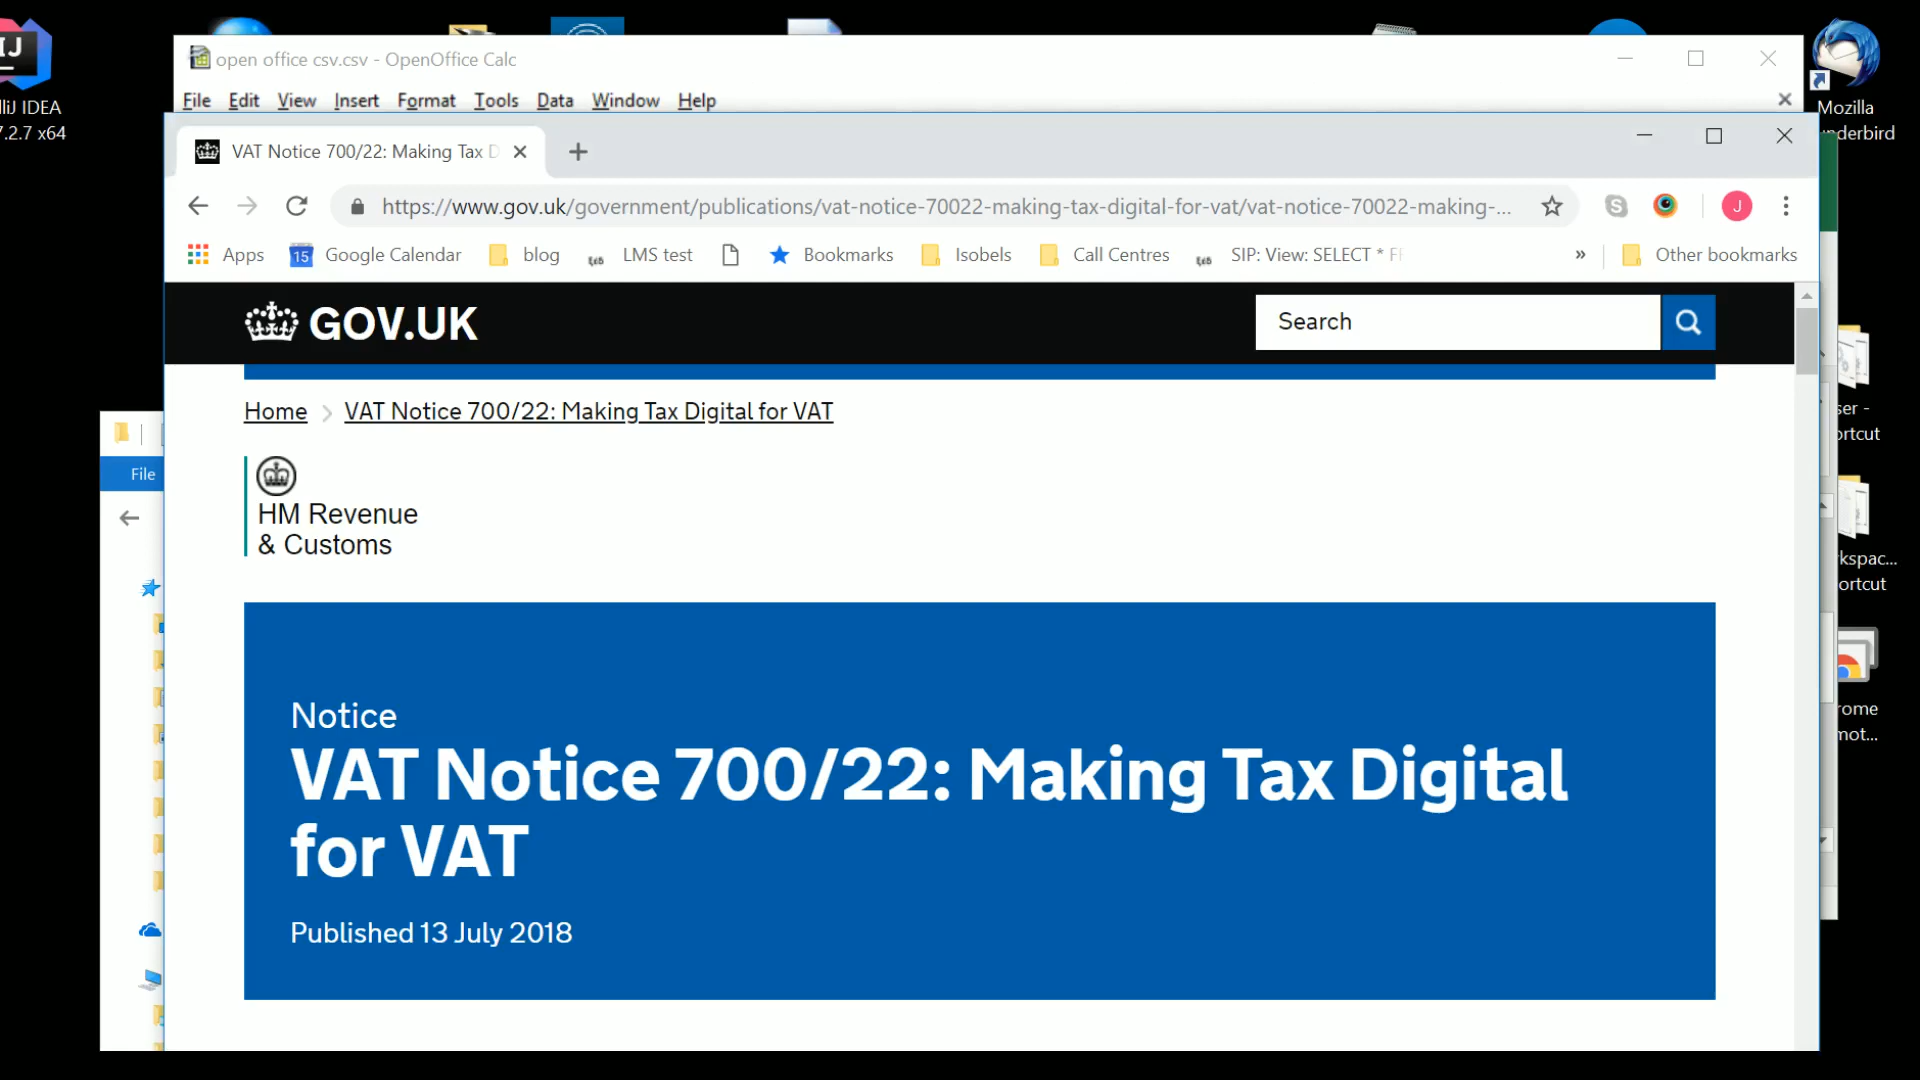 IJ
open office csv.csv - OpenOffice Calc
File Edit View Insert Format Tools Data Window Help
liJ IDEA
7.2.7 x64
Mozilla
underbird
VAT Notice 700/22: Making Tax D
https://www.gov.uk/government/publications/vat-notice-70022-making-tax-digital-for-vat/vat-notice-70022-making-...
J
Apps 15 Google Calendar blog LMS test Bookmarks Isobels Call Centres SIP: View: SELECT * F » Other bookmarks
GOV.UK
Search
Home VAT Notice 700/22: Making Tax Digital for VAT
ser -
ortcut
File
HM Revenue
& Customs
kspac...
ortcut
Notice
VAT Notice 700/22: Making Tax Digital
for VAT
rome
mot...
Published 13 July 2018